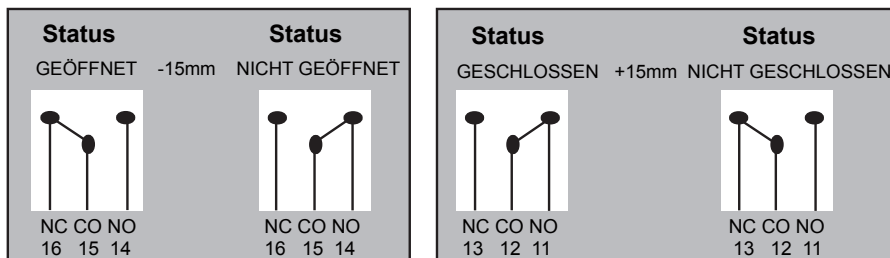 Status Status
GEÖFFNET -15mm NICHT GEÖFFNET
NC CO NO NC CO NO
16 15 14 16 15 14
Status Status
GESCHLOSSEN +15mm NICHT GESCHLOSSEN
NC CO NO NC CO NO
13 12 11 13 12 11